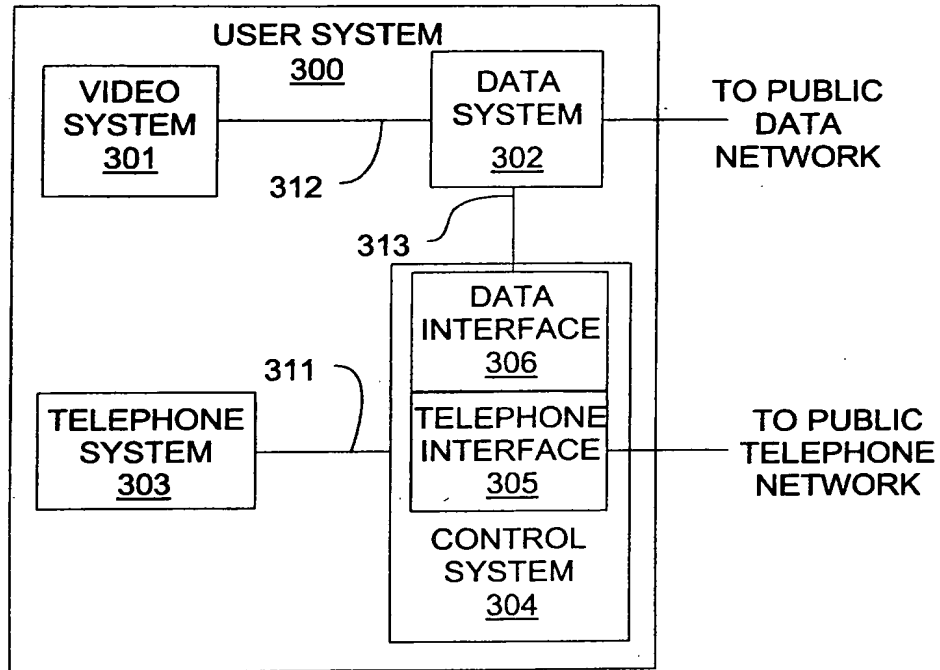 USER SYSTEM
300
VIDEO
SYSTEM
301
DATA
SYSTEM
302
TO PUBLIC
DATA
NETWORK
312
313
DATA
INTERFACE
306
311
TELEPHONE
SYSTEM
303
TELEPHONE
INTERFACE
305
TO PUBLIC
TELEPHONE
NETWORK
CONTROL
SYSTEM
304